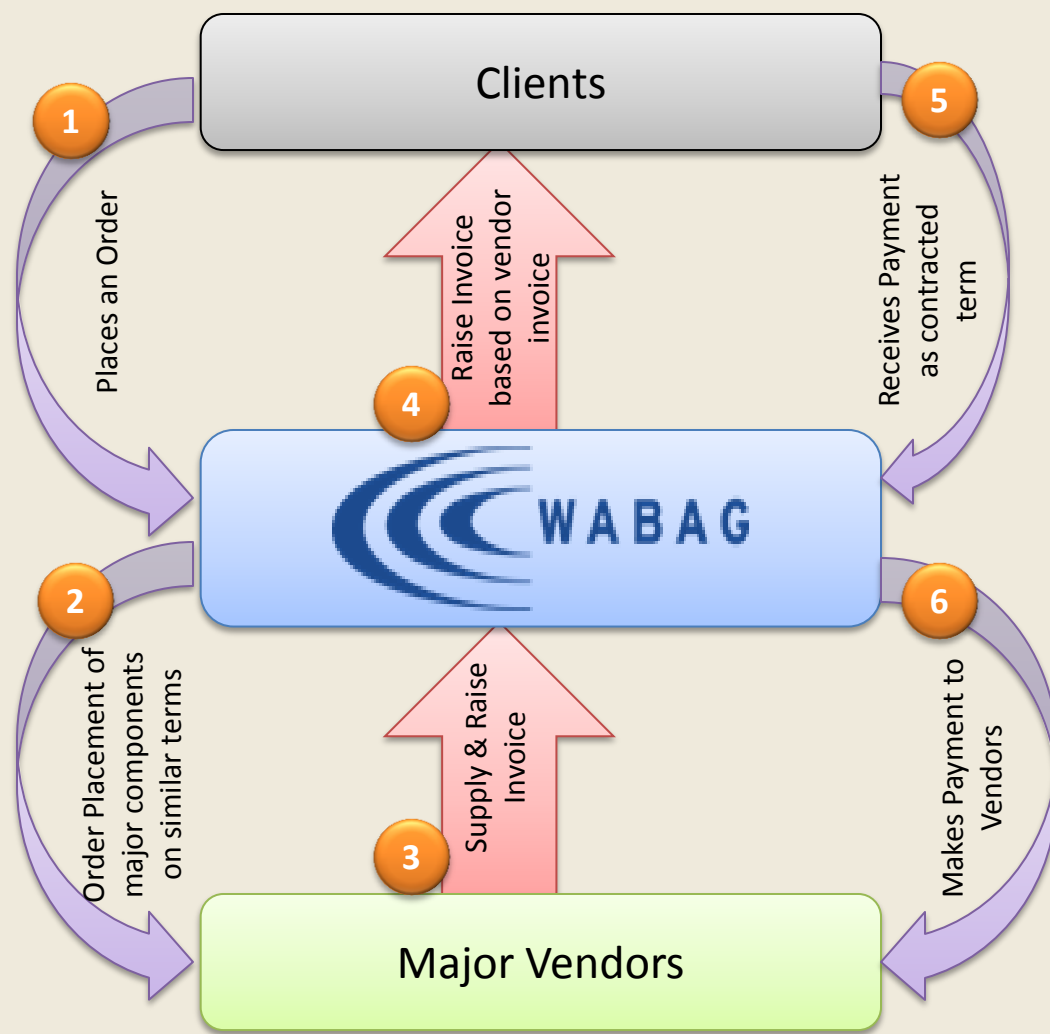 Clients
1
5
Places an Order
Raise Invoice
based on vendor
invoice
Receives Payment
as contracted
term
4
WABAG
2
6
Order Placement of
major components
on similar terms
Supply & Raise
Invoice
Makes Payment to
Vendors
3
Major Vendors